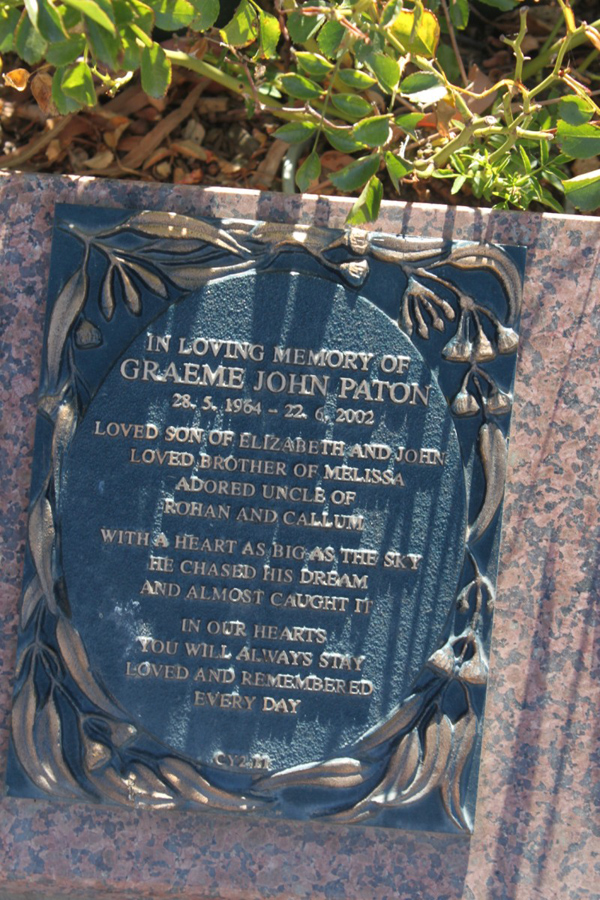 IN LOVING MEMORY OF
GRAEME JOHN PATON
28. 5. 1964 – 22. 6. 2002
LOVED SON OF ELIZABETH AND JOHN
LOVED BROTHER OF MELISSA
ADORED UNCLE OF
ROHAN AND CALLUM
WITH A HEART AS BIG AS THE SKY
HE CHASED HIS DREAM
AND ALMOST CAUGHT IT
IN OUR HEARTS
YOU WILL ALWAYS STAY
LOVED AND REMEMBERED
EVERY DAY